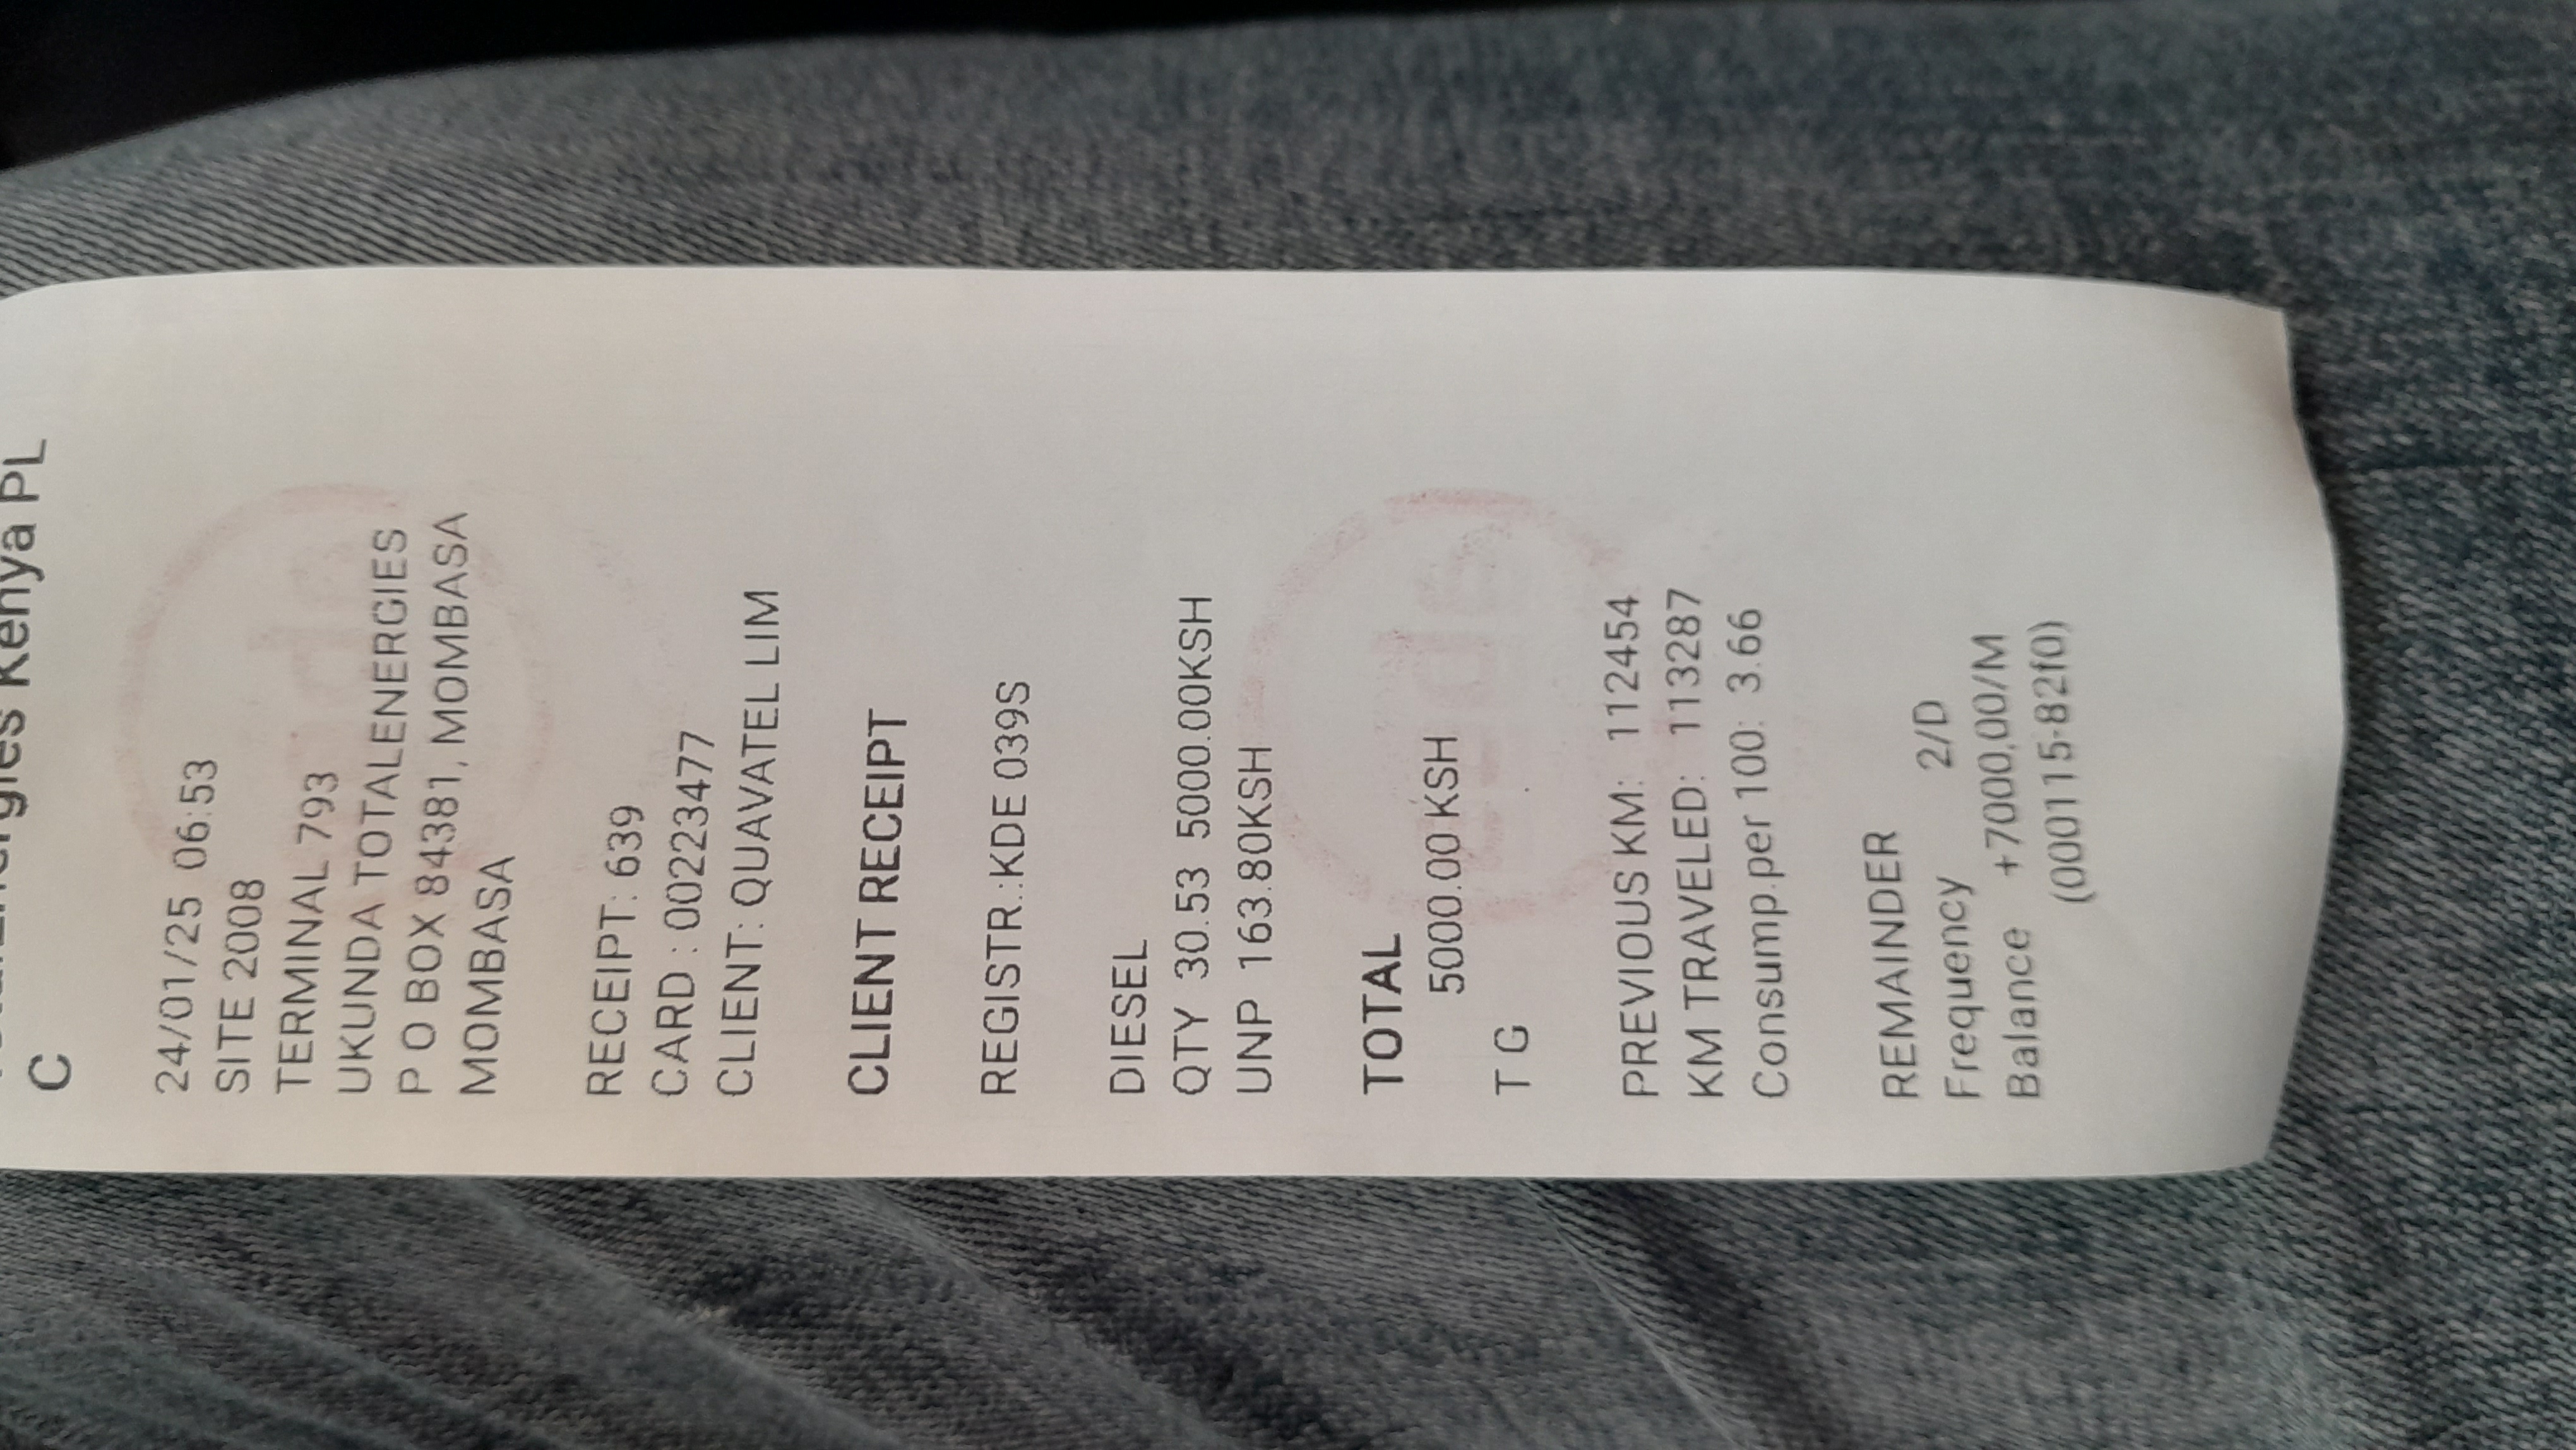 TotalEnergies Kenya PL
C
24/01/25 06:53
SITE 2008
TERMINAL 793
UKUNDA TOTALENERGIES
P O BOX 84381, MOMBASA
MOMBASA
RECEIPT: 639
CARD : 00223477
CLIENT: QUAVATEL LIM
CLIENT RECEIPT
REGISTR.:KDE 039S
DIESEL
QTY 30.53 5000.00KSH
UNP 163.80KSH
TOTAL
5000.00 KSH
T G
PREVIOUS KM: 112454
KM TRAVELED: 113287
Consump.per 100: 3.66
REMAINDER
Frequency 2/D
Balance +7000,00/M
(000115-82f0)